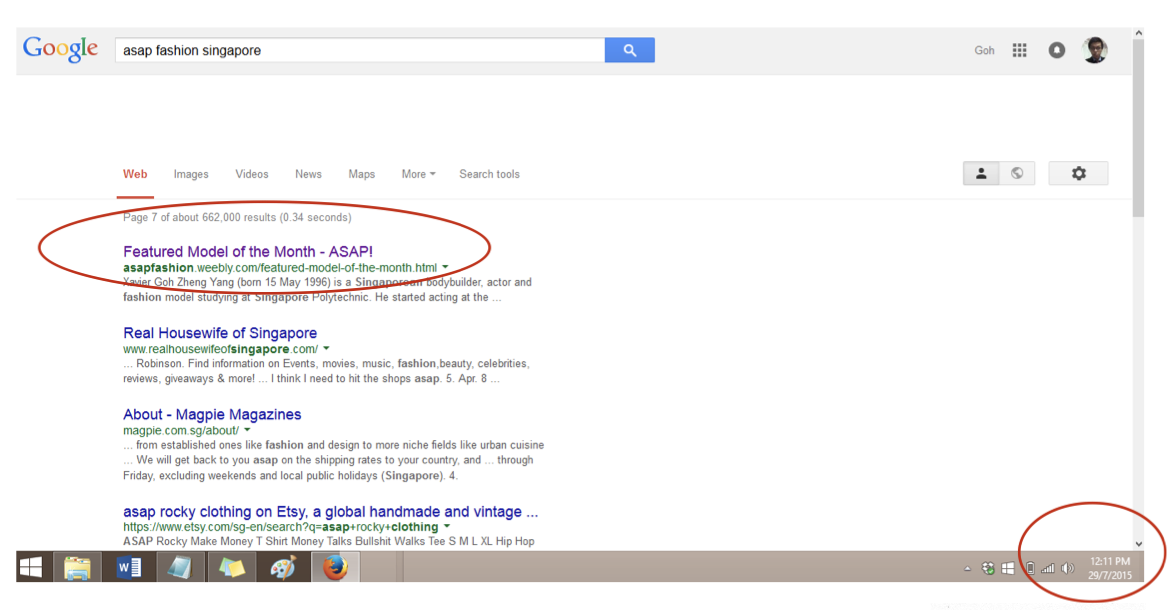 Google asap fashion singapore Goh
Web Images Videos News Maps More Search tools
Page 7 of about 662,000 results (0.34 seconds)
Featured Model of the Month - ASAP!
asapfashion.weebly.com/featured-model-of-the-month.html
Xavier Goh Zheng Yang (born 15 May 1996) is a Singaporean bodybuilder, actor and
fashion model studying at Singapore Polytechnic. He started acting at the ...
Real Housewife of Singapore
www.realhousewifeofsingapore.com/
... Robinson. Find information on Events, movies, music, fashion,beauty, celebrities,
reviews, giveaways & more! ... I think I need to hit the shops asap. 5. Apr. 8 ...
About - Magpie Magazines
magpie.com.sg/about/
... from established ones like fashion and design to more niche fields like urban cuisine
... We will get back to you asap on the shipping rates to your country, and ... through
Friday, excluding weekends and local public holidays (Singapore). 4.
asap rocky clothing on Etsy, a global handmade and vintage ...
https://www.etsy.com/sg-en/search?q=asap+rocky+clothing
ASAP Rocky Make Money T Shirt Money Talks Bullshit Walks Tee S M L XL Hip Hop
12:11 PM
29/7/2015